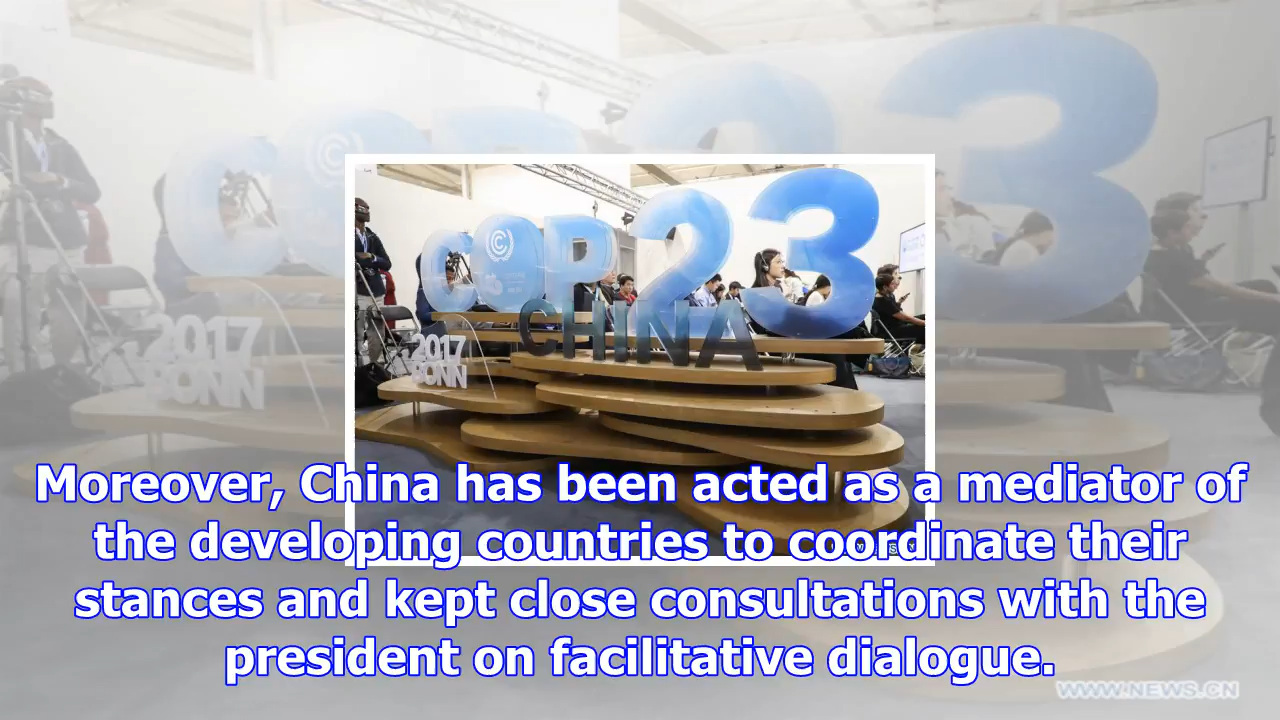 COP23
CHINA
2017
BONN
Moreover, China has been acted as a mediator of
the developing countries to coordinate their
stances and kept close consultations with the
president on facilitative dialogue.
WWW.NEWS.CN